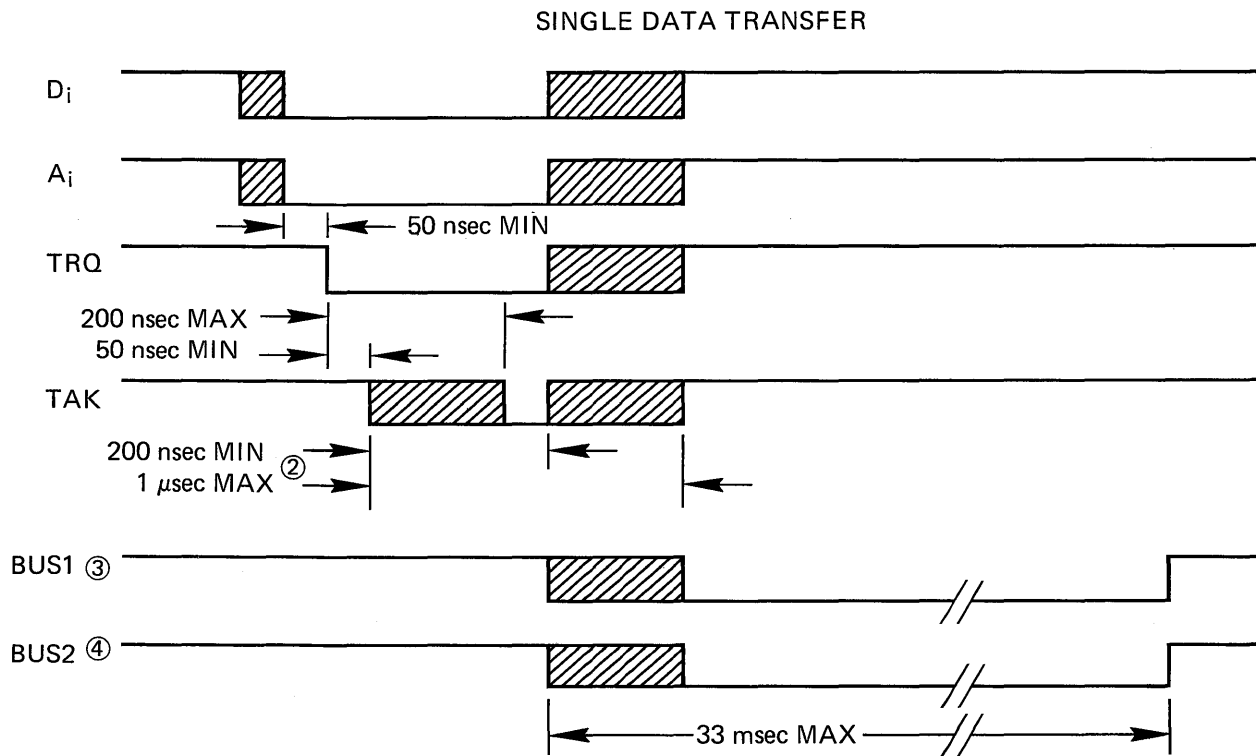 SINGLE DATA TRANSFER
Di
Ai
50 nsec MIN
TRQ
200 nsec MAX
50 nsec MIN
TAK
200 nsec MIN
1 μsec MAX ②
BUS1 ③
BUS2 ④
33 msec MAX